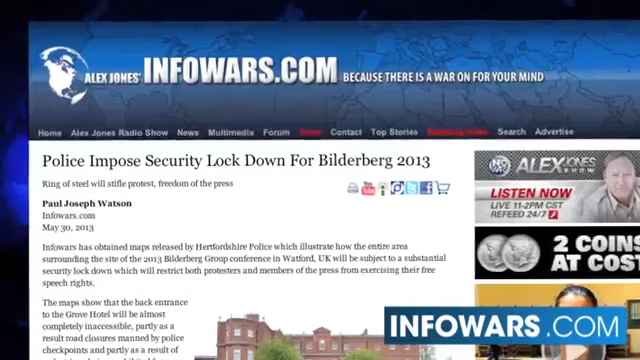 ALEX JONES' INFOWARS.COM BECAUSE THERE IS A WAR ON FOR YOUR MIND
Home Alex Jones Radio Show News Multimedia Forum Contact Top Stories Breaking News Search Advertise
Police Impose Security Lock Down For Bilderberg 2013
Ring of steel will stifle protest, freedom of the press
Paul Joseph Watson
Infowars.com
May 30, 2013
Infowars has obtained maps released by Hertfordshire Police which illustrate how the entire area
surrounding the site of the 2013 Bilderberg Group conference in Watford, UK will be subject to a substantial
security lock down which will restrict both protesters and members of the press from exercising their free
speech rights.
The maps show that the back entrance
to the Grove Hotel will be almost
completely inaccessible, partly as a
result road closures manned by police
checkpoints and partly as a result of
ALEX JONES
SHOW
LISTEN NOW
LIVE 11-2PM CST
REFEED 24/7
2 COINS
AT COST
INFOWARS.COM